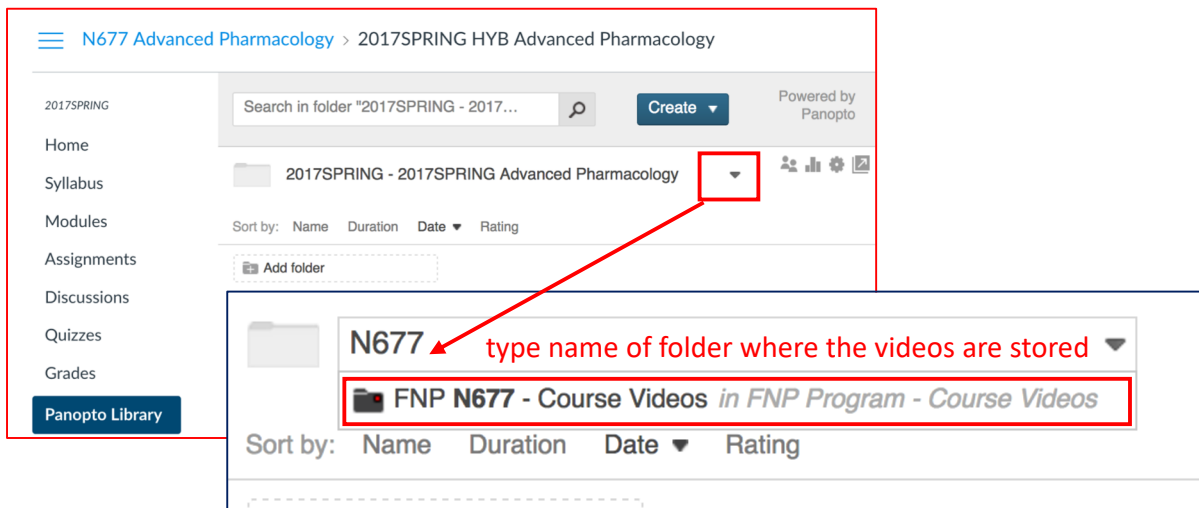 N677 Advanced Pharmacology > 2017SPRING HYB Advanced Pharmacology
2017SPRING
Home
Syllabus
Modules
Assignments
Discussions
Quizzes
Grades
Panopto Library
Search in folder "2017SPRING - 2017...
Create
Powered by
Panopto
2017SPRING - 2017SPRING Advanced Pharmacology
Sort by: Name Duration Date Rating
Add folder
N677
type name of folder where the videos are stored
FNP N677 - Course Videos in FNP Program - Course Videos
Sort by: Name Duration Date Rating